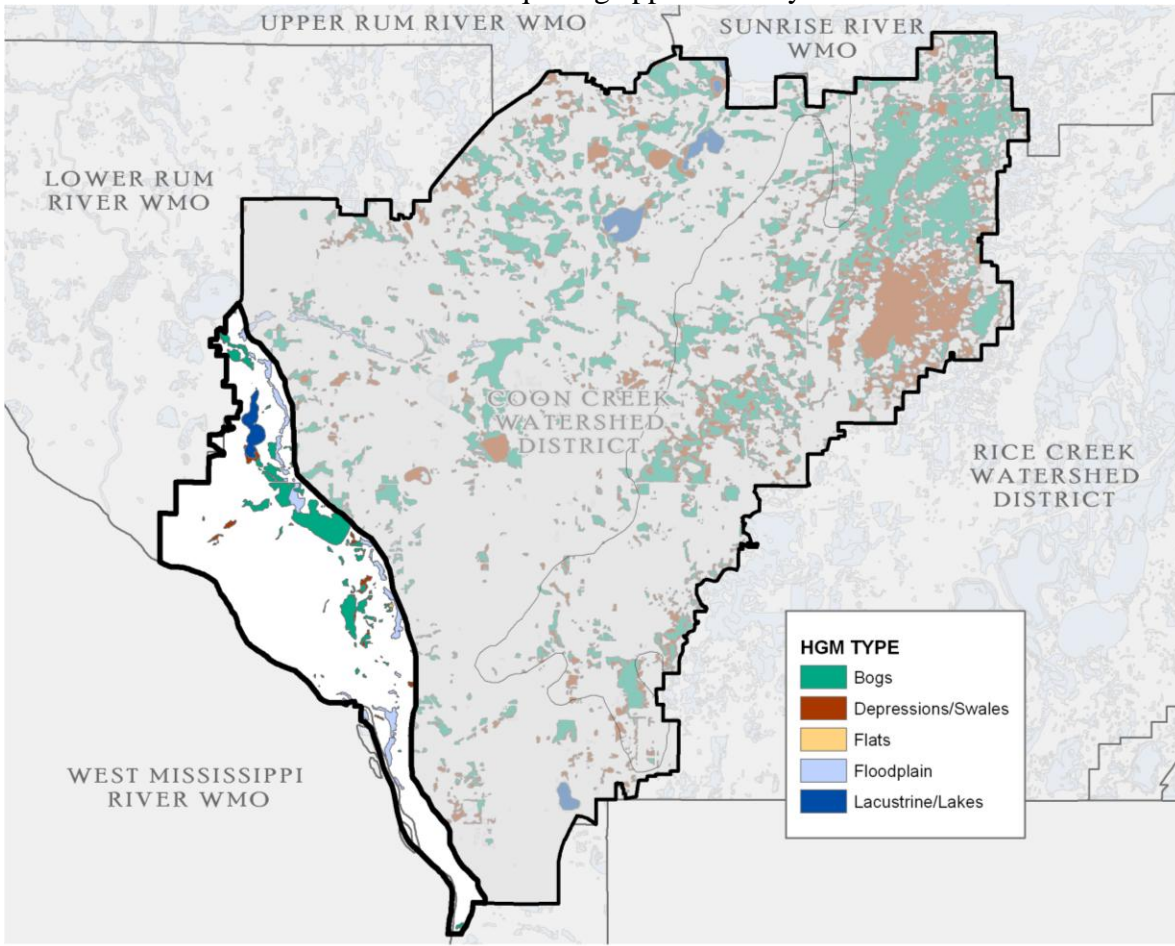 UPPER RUM RIVER WMO
SUNRISE RIVER
WMO
LOWER RUM
RIVER WMO
COON CREEK
WATERSHED
DISTRICT
RICE CREEK
WATERSHED
DISTRICT
HGM TYPE
Bogs
Depressions/Swales
Flats
Floodplain
Lacustrine/Lakes
WEST MISSISSIPPI
RIVER WMO